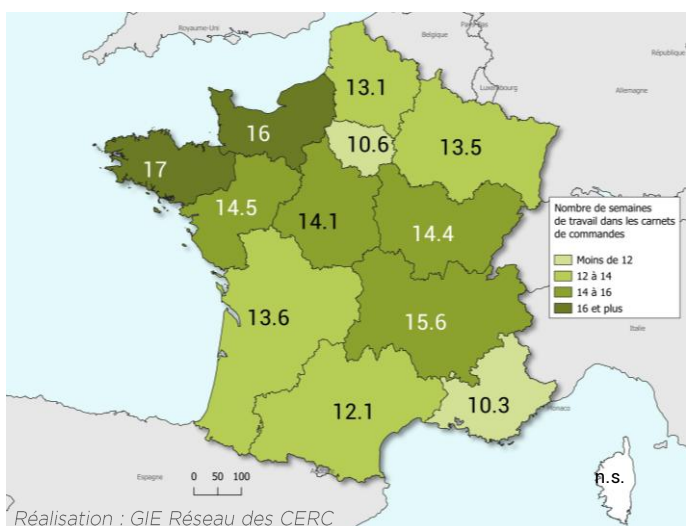 Royaume-Uni
Pays-Bas
Belgique
République
Luxembourg
Allemagne
13.1
16
10.6
13.5
17
14.5
14.1
14.4
Nombre de semaines
de travail dans les carnets
de commandes
Moins de 12
12 à 14
14 à 16
16 et plus
13.6
15.6
Italie
10.3
Monaco
12.1
n.s.
Espagne
0 50 100
Réalisation : GIE Réseau des CERC